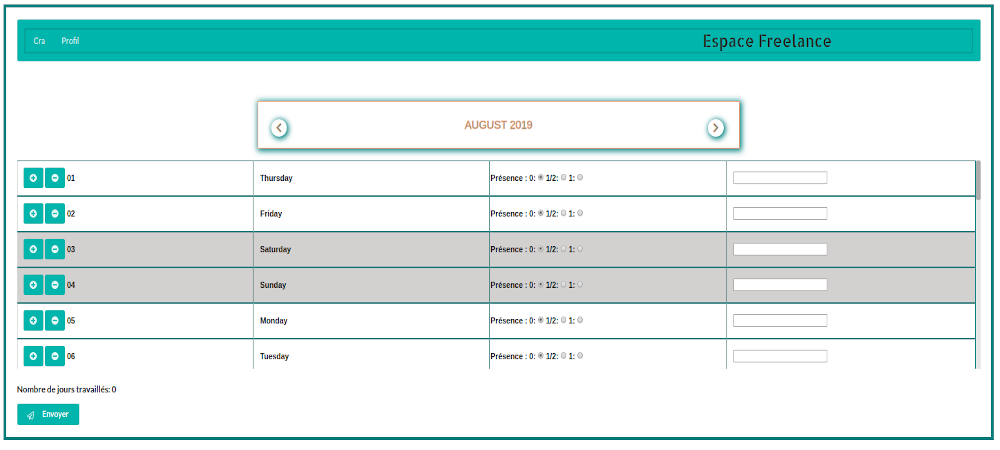 Cra Profil Espace Freelance
AUGUST 2019
01 Thursday Présence : 0: 1/2: 1:
02 Friday Présence : 0: 1/2: 1:
03 Saturday Présence : 0: 1/2: 1:
04 Sunday Présence : 0: 1/2: 1:
05 Monday Présence : 0: 1/2: 1:
06 Tuesday Présence : 0: 1/2: 1:
Nombre de jours travaillés: 0
Envoyer